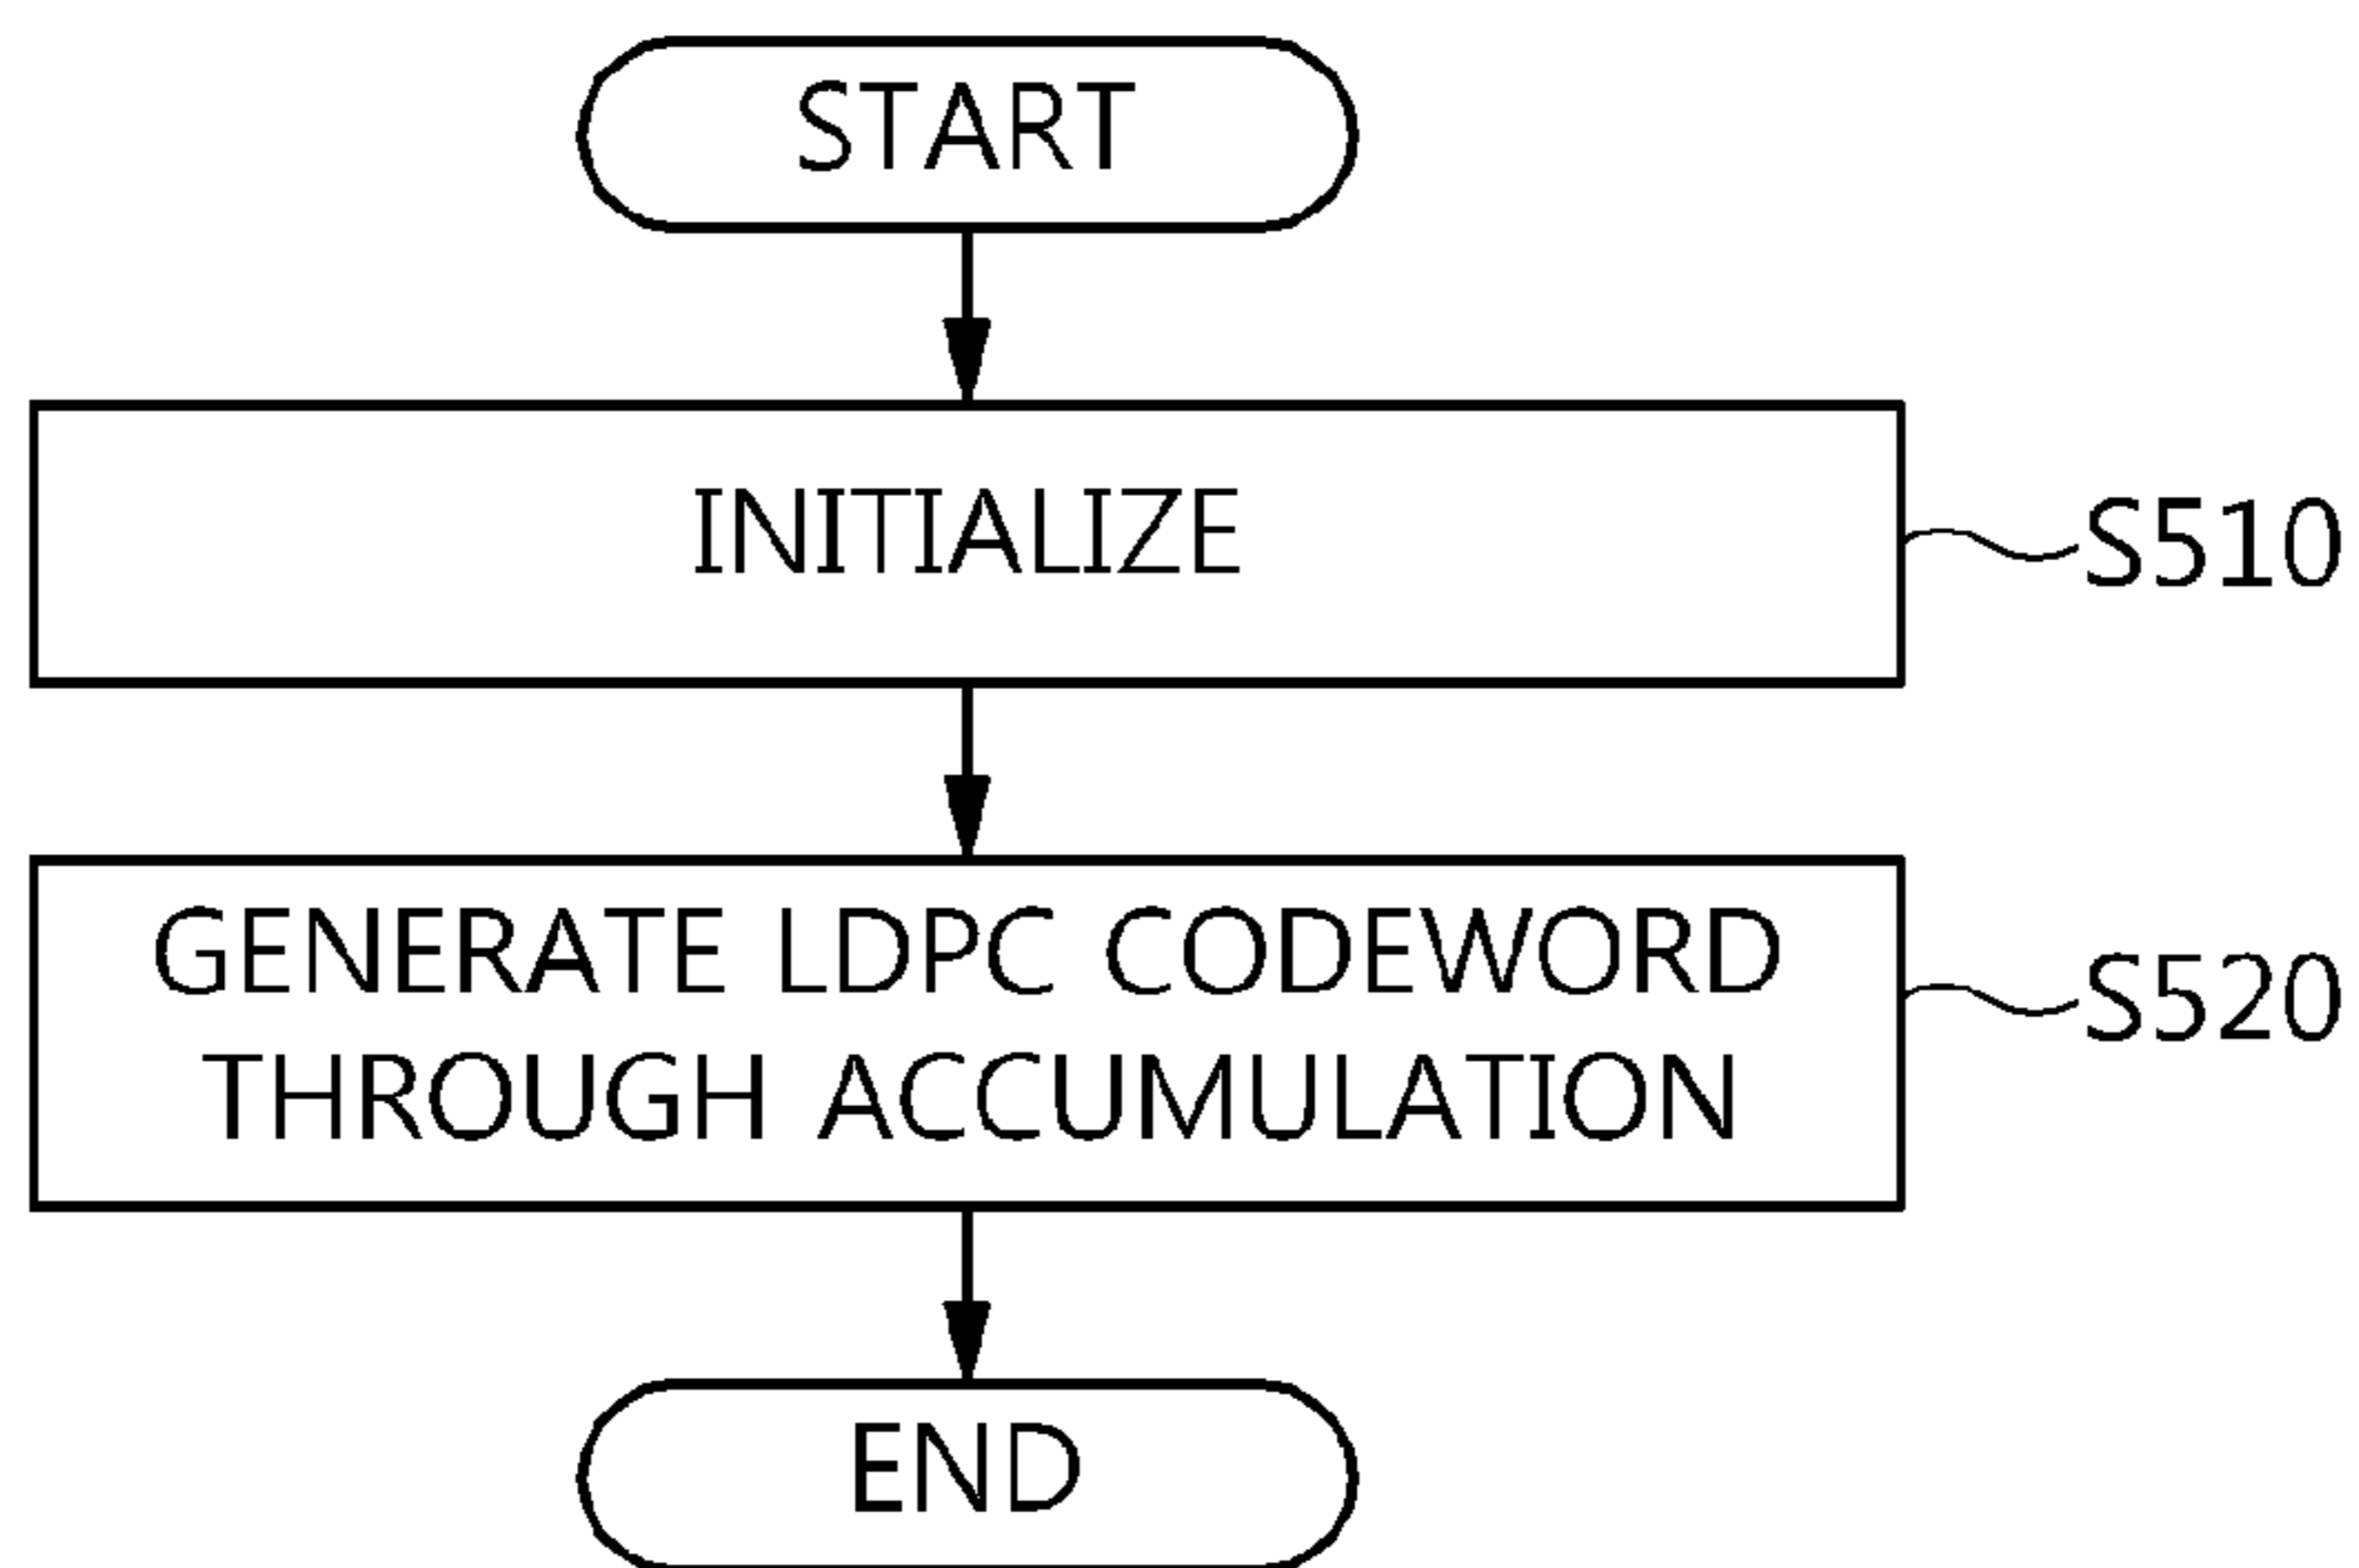 START
INITIALIZE
S510
GENERATE LDPC CODEWORD
THROUGH ACCUMULATION
S520
END